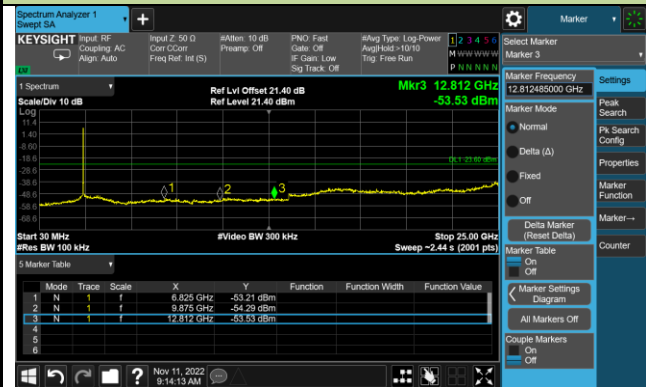 Spectrum Analyzer 1
Swept SA
Marker
KEYSIGHT
Input: RF
Coupling: AC
Align: Auto
Input Z: 50 Ω
Corr CCorr
Freq Ref: Int (S)
#Atten: 10 dB
Preamp: Off
PNO: Fast
Gate: Off
IF Gain: Low
Sig Track: Off
#Avg Type: Log-Power
Avg|Hold:>10/10
Trig: Free Run
1 2 3 4 5 6
M W W W W W
P N N N N N
Select Marker
Marker 3
1 Spectrum
Scale/Div 10 dB
Log
Ref Lvl Offset 21.40 dB
Ref Level 21.40 dBm
Mkr3 12.812 GHz
-53.53 dBm
11.4
1.40
-8.60
-18.6
-28.6
-38.6
-48.6
-58.6
-68.6
DL1 -23.60 dBm
1
2
3
Start 30 MHz
#Res BW 100 kHz
#Video BW 300 kHz
Stop 25.00 GHz
Sweep ~2.44 s (2001 pts)
5 Marker Table
Mode Trace Scale X Y Function Function Width Function Value
1 N 1 f 6.825 GHz -53.21 dBm
2 N 1 f 9.875 GHz -54.29 dBm
3 N 1 f 12.812 GHz -53.53 dBm
4
5
6
Nov 11, 2022
9:14:13 AM
Marker Frequency
12.812485000 GHz
Marker Mode
Normal
Delta (Δ)
Fixed
Off
Delta Marker
(Reset Delta)
Marker Table
On
Off
Marker Settings
Diagram
All Markers Off
Couple Markers
On
Off
Settings
Peak
Search
Pk Search
Config
Properties
Marker
Function
Marker→
Counter